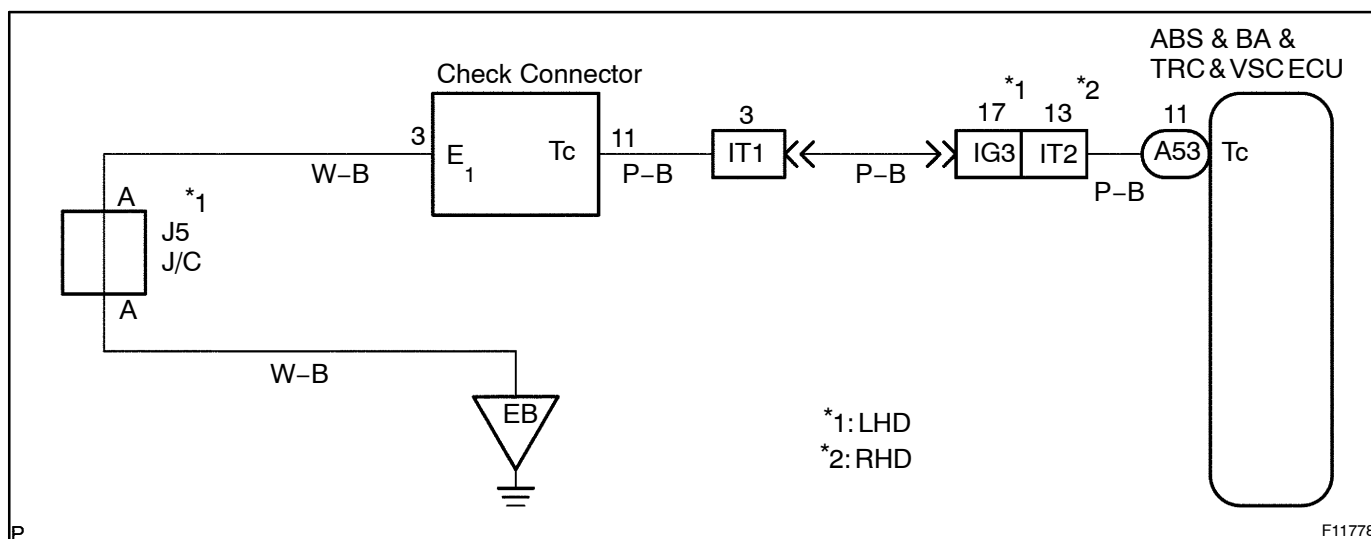 ABS & BA &
TRC & VSC ECU
Check Connector
*1
*2
3
17
13
11
3
E1
Tc
11
IT1
IG3
IT2
A53
Tc
W–B
P–B
P–B
P–B
A
*1
J5
J/C
A
W–B
EB
*1: LHD
*2: RHD
P
F11778